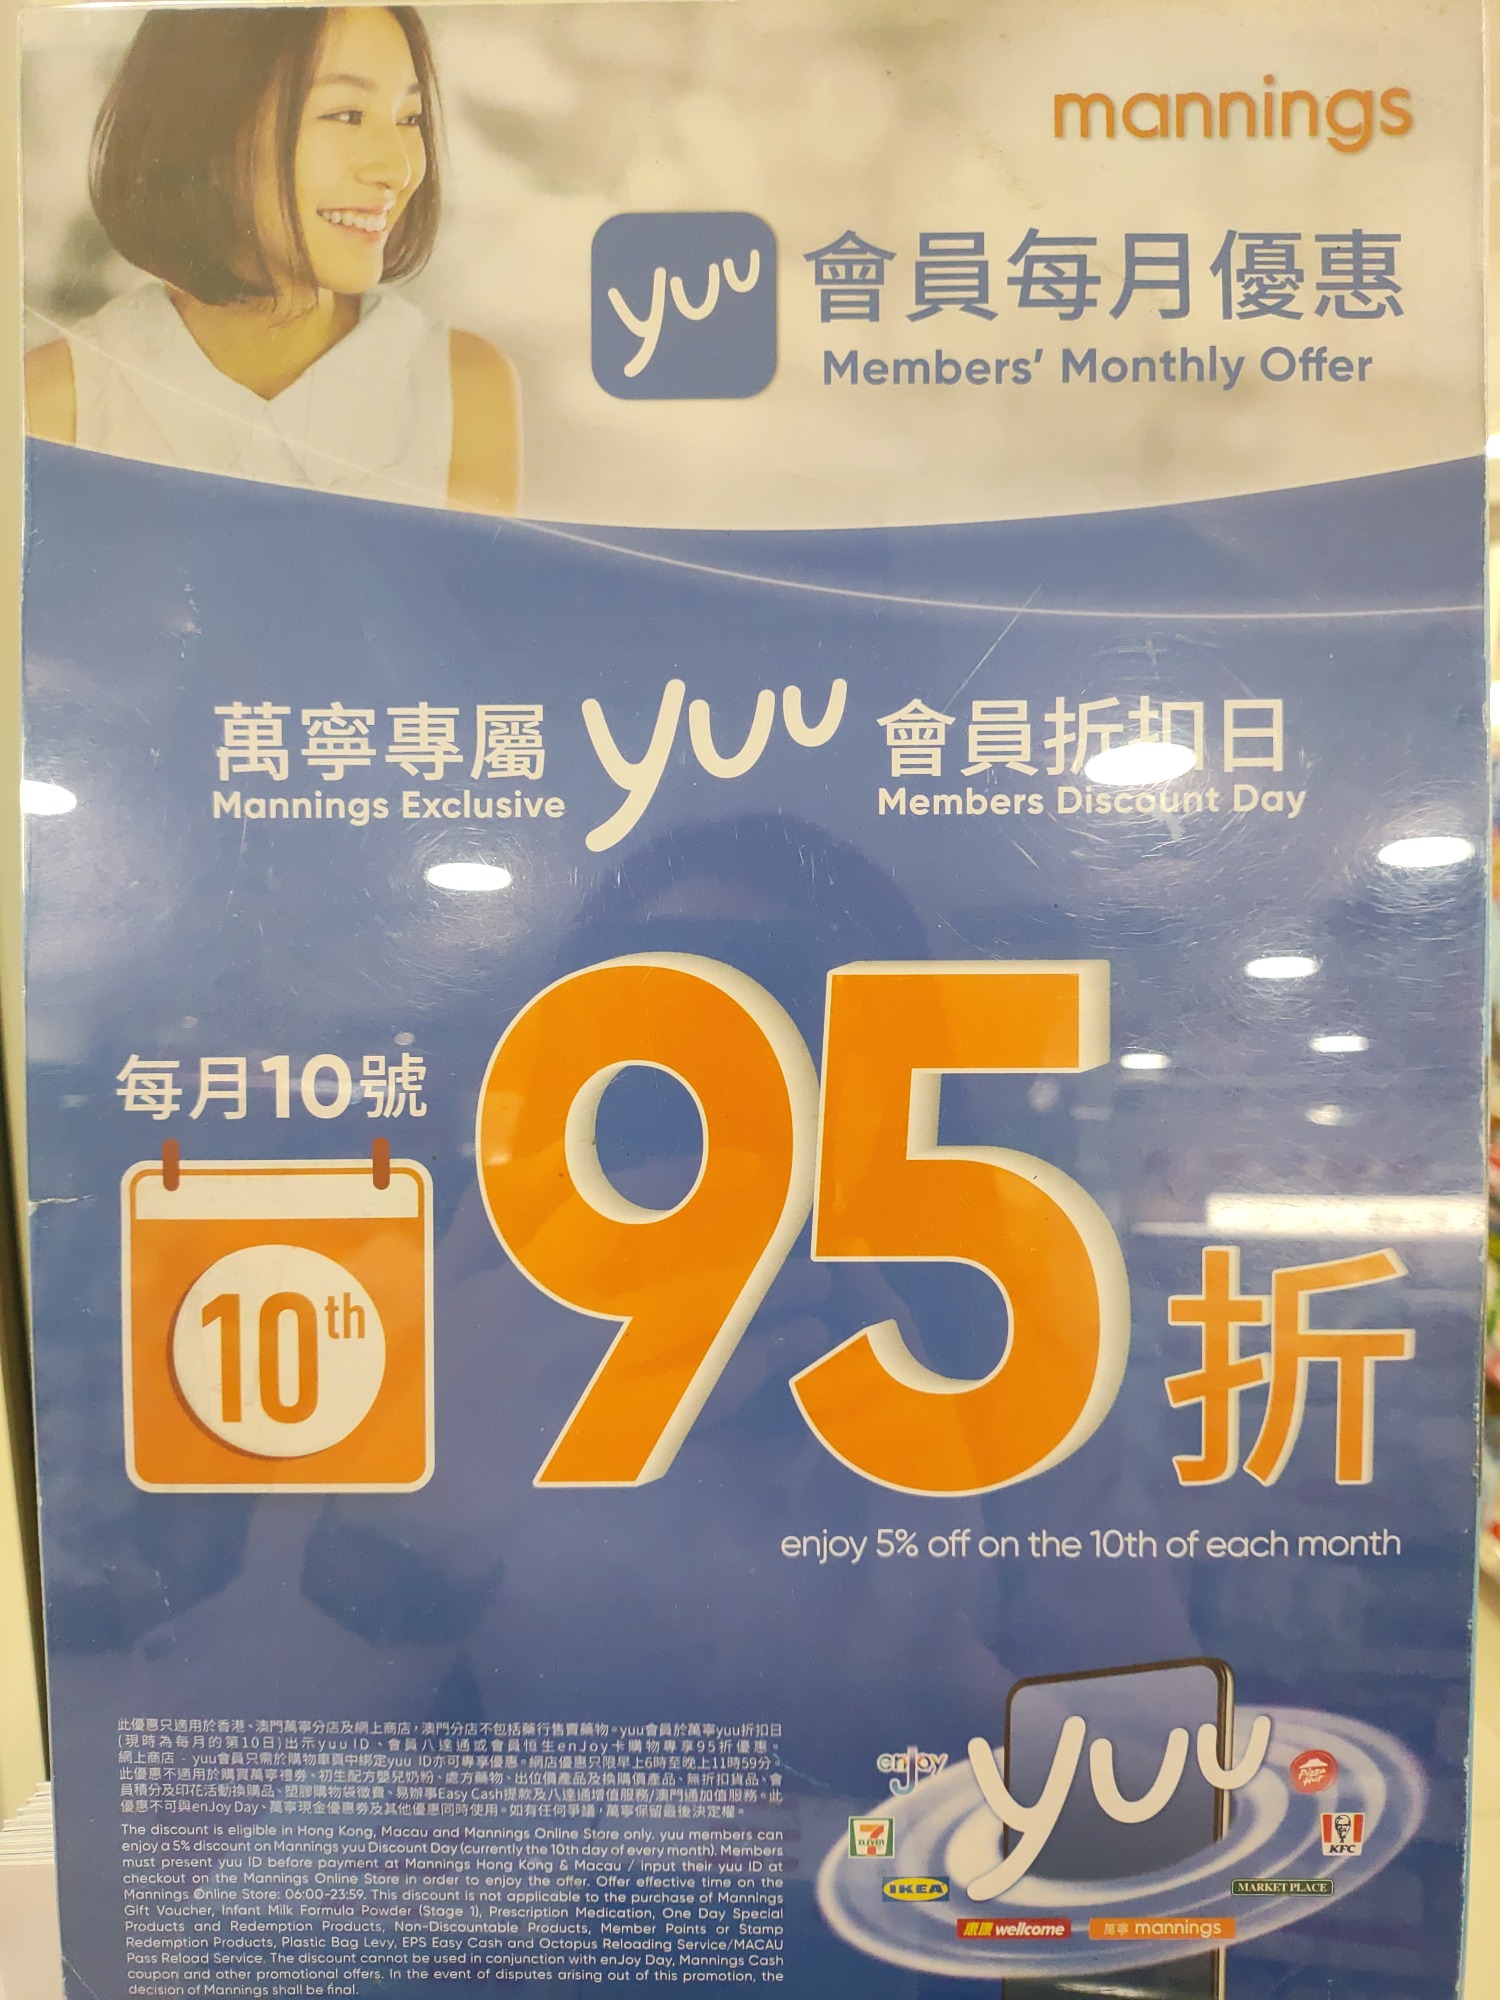 mannings
yuu 會員每月優惠
Members' Monthly Offer
萬寧專屬 yuu 會員折扣日
Mannings Exclusive Members Discount Day
每月10號
10th
95折
enjoy 5% off on the 10th of each month
此優惠只適用於香港、澳門萬寧分店及網上商店，澳門分店不包括藥行售賣藥物。yuu會員於萬寧yuu折扣日
(現時為每月的第10日)出示yuu ID、會員八達通或會員恒生enJoy卡購物專享95折優惠。
網上商店 - yuu會員只需於購物車頁中綁定yuu ID亦可專享優惠。網店優惠只限早上6時至晚上11時59分。
此優惠不適用於購買萬寧禮券、初生配方嬰兒奶粉、處方藥物、出位價產品及換購價產品、無折扣貨品、會
員積分及印花活動換購品、塑膠購物袋徵費、易辦事Easy Cash提款及八達通增值服務/澳門通加值服務。此
優惠不可與enJoy Day、萬寧現金優惠券及其他優惠同時使用。如有任何爭議，萬寧保留最後決定權。
The discount is eligible in Hong Kong, Macau and Mannings Online Store only. yuu members can
enjoy a 5% discount on Mannings yuu Discount Day (currently the 10th day of every month). Members
must present yuu ID before payment at Mannings Hong Kong & Macau / input their yuu ID at
checkout on the Mannings Online Store in order to enjoy the offer. Offer effective time on the
Mannings Online Store: 06:00-23:59. This discount is not applicable to the purchase of Mannings
Gift Voucher, Infant Milk Formula Powder (Stage 1), Prescription Medication, One Day Special
Products and Redemption Products, Non-Discountable Products, Member Points or Stamp
Redemption Products, Plastic Bag Levy, EPS Easy Cash and Octopus Reloading Service/MACAU
Pass Reload Service. The discount cannot be used in conjunction with enJoy Day, Mannings Cash
coupon and other promotional offers. In the event of disputes arising out of this promotion, the
decision of Mannings shall be final.
yuu
enJoy
Pizza Hut
7 ELEVEN
KFC
IKEA
MARKET PLACE
惠康 wellcome
萬寧 mannings